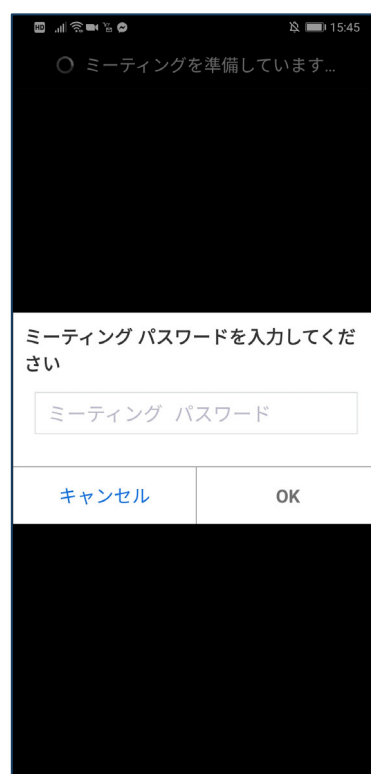 HD 15:45
ミーティングを準備しています...
ミーティング パスワードを入力してくだ
さい
ミーティング パスワード
キャンセル OK